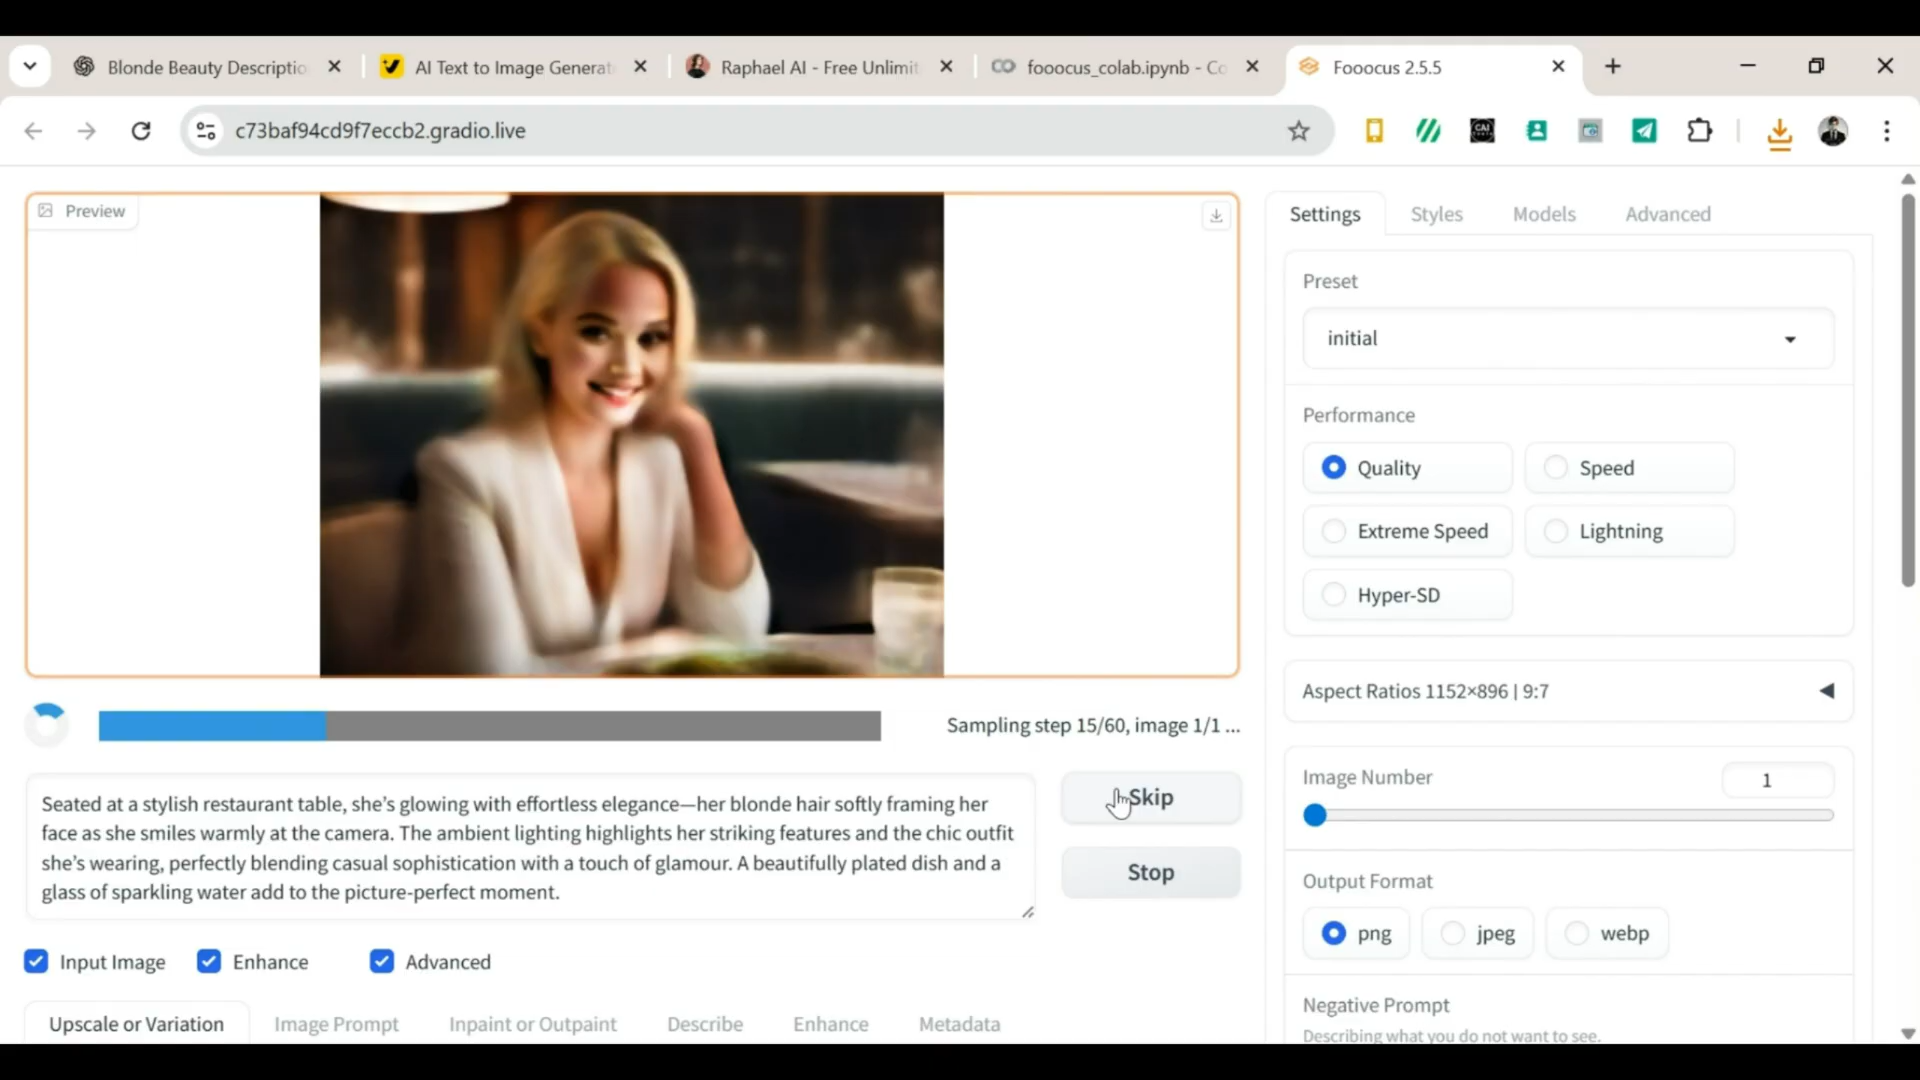 Blonde Beauty Descriptio
AI Text to Image Generat
Raphael AI - Free Unlimit
fooocus_colab.ipynb - Co
Fooocus 2.5.5
c73baf94cd9f7eccb2.gradio.live
CAI
Preview
Sampling step 15/60, image 1/1 ...
Seated at a stylish restaurant table, she’s glowing with effortless elegance—her blonde hair softly framing her
face as she smiles warmly at the camera. The ambient lighting highlights her striking features and the chic outfit
she’s wearing, perfectly blending casual sophistication with a touch of glamour. A beautifully plated dish and a
glass of sparkling water add to the picture-perfect moment.
Skip
Stop
Input Image
Enhance
Advanced
Upscale or Variation
Image Prompt
Inpaint or Outpaint
Describe
Enhance
Metadata
Settings
Styles
Models
Advanced
Preset
initial
Performance
Quality
Speed
Extreme Speed
Lightning
Hyper-SD
Aspect Ratios 1152×896 | 9:7
Image Number
1
Output Format
png
jpeg
webp
Negative Prompt
Describing what you do not want to see.